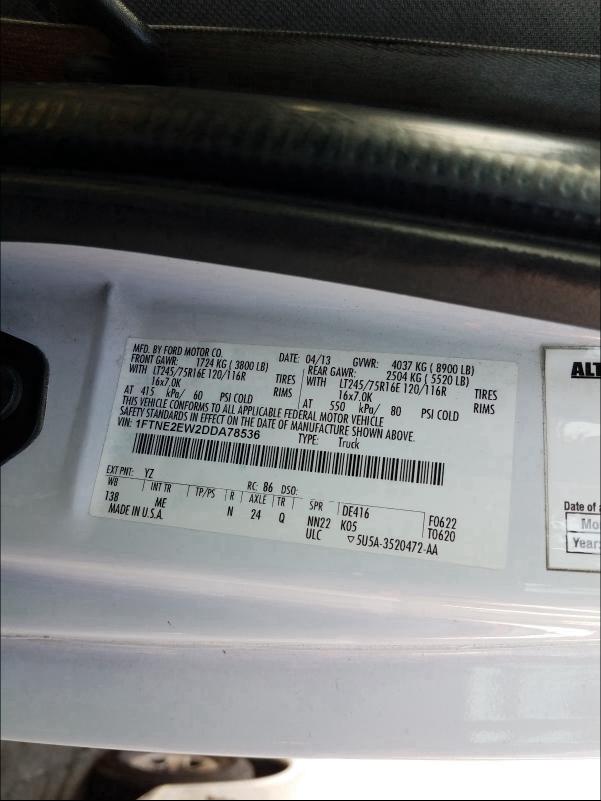 MFD. BY FORD MOTOR CO. DATE: 04/13 GVWR: 4037 KG ( 8900 LB)
FRONT GAWR: 1724 KG ( 3800 LB) REAR GAWR: 2504 KG ( 5520 LB)
WITH LT245/75R16E 120/116R TIRES WITH LT245/75R16E 120/116R TIRES
16x7.0K RIMS 16x7.0K RIMS
AT 415 kPa/ 60 PSI COLD AT 550 kPa/ 80 PSI COLD
THIS VEHICLE CONFORMS TO ALL APPLICABLE FEDERAL MOTOR VEHICLE
SAFETY STANDARDS IN EFFECT ON THE DATE OF MANUFACTURE SHOWN ABOVE.
VIN: 1FTNE2EW2DDA78536 TYPE: Truck
EXT PNT: YZ RC: 86 DSO:
WB INT TR TP/PS R AXLE TR SPR DE416 F0622
138 ME N 24 Q NN22 K05 T0620
MADE IN U.S.A. ULC ▽5U5A-3520472-AA
ALT
Date of a
Mo
Year: